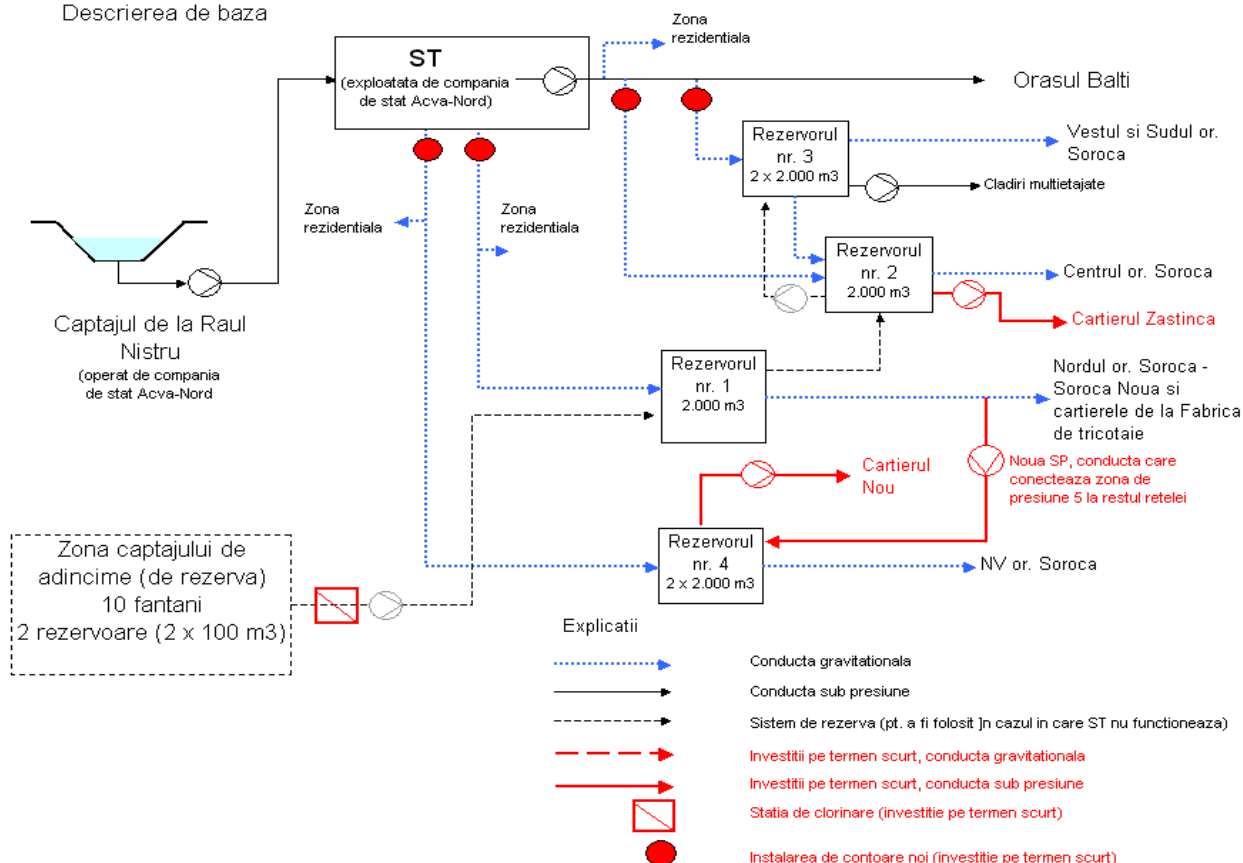 Descrierea de baza
Zona
rezidentiala
ST
(exploatata de compania
de stat Acva-Nord)
Orasul Balti
Rezervorul
nr. 3
2 x 2.000 m3
Vestul si Sudul or.
Soroca
Cladiri multietajate
Zona
rezidentiala
Zona
rezidentiala
Rezervorul
nr. 2
2.000 m3
Centrul or. Soroca
Cartierul Zastinca
Captajul de la Raul
Nistru
(operat de compania
de stat Acva-Nord
Rezervorul
nr. 1
2.000 m3
Nordul or. Soroca -
Soroca Noua si
cartierele de la Fabrica
de tricotaie
Cartierul
Nou
Noua SP, conducta care
conecteaza zona de
presiune 5 la restul retelei
Rezervorul
nr. 4
2 x 2.000 m3
NV or. Soroca
Zona captajului de
adincime (de rezerva)
10 fantani
2 rezervoare (2 x 100 m3)
Explicatii
Conducta gravitationala
Conducta sub presiune
Sistem de rezerva (pt. a fi folosit ]n cazul in care ST nu functioneaza)
Investitii pe termen scurt, conducta gravitationala
Investitii pe termen scurt, conducta sub presiune
Statia de clorinare (investitie pe termen scurt)
Instalarea de contoare noi (investitie pe termen scurt)